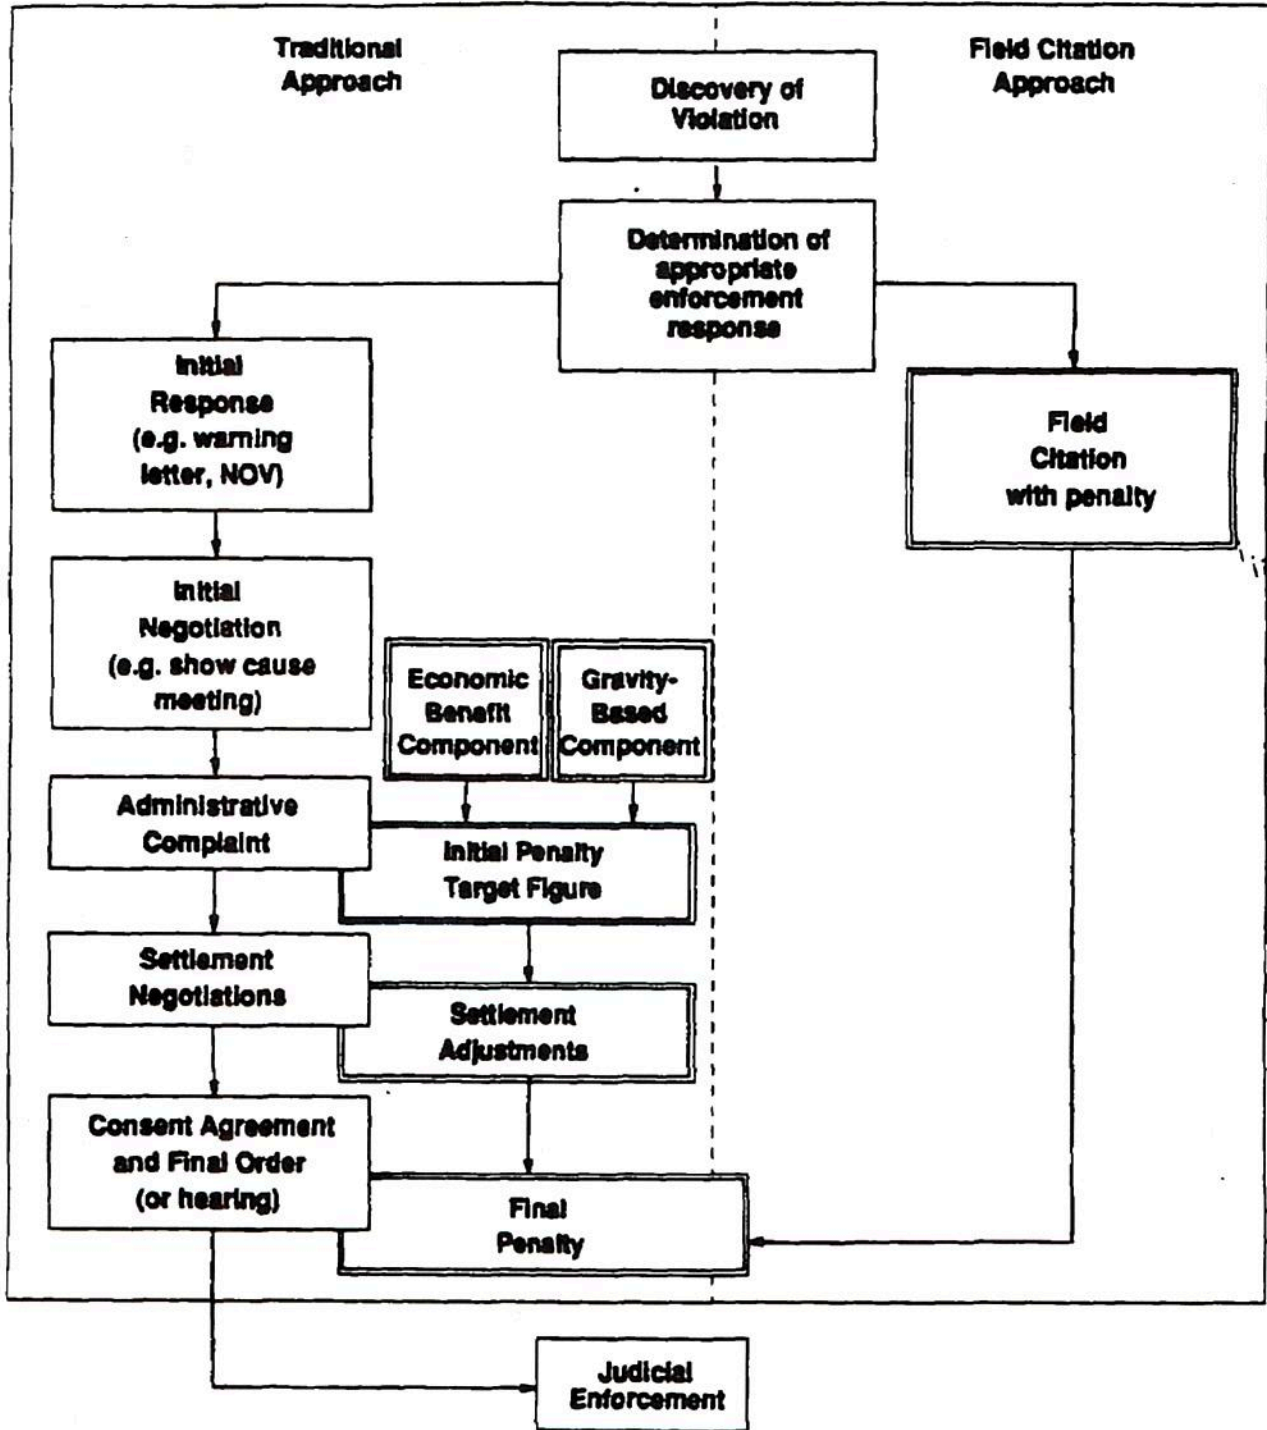 Traditional
Approach
Field Citation
Approach
Discovery of
Violation
Determination of
appropriate
enforcement
response
Initial
Response
(e.g. warning
letter, NOV)
Field
Citation
with penalty
Initial
Negotiation
(e.g. show cause
meeting)
Economic
Benefit
Component
Gravity-
Based
Component
Administrative
Complaint
Initial Penalty
Target Figure
Settlement
Negotiations
Settlement
Adjustments
Consent Agreement
and Final Order
(or hearing)
Final
Penalty
Judicial
Enforcement